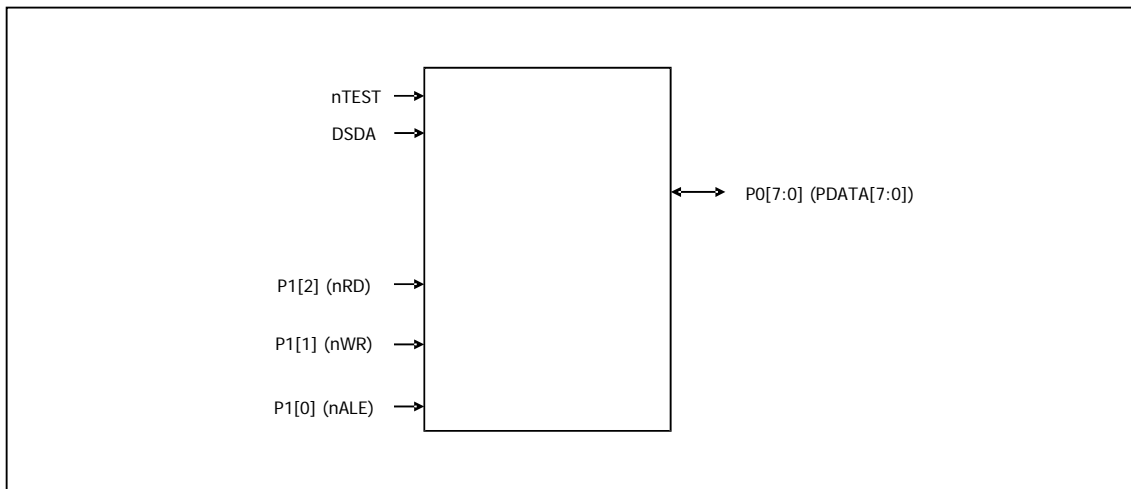 nTEST
DSDA
P0[7:0] (PDATA[7:0])
P1[2] (nRD)
P1[1] (nWR)
P1[0] (nALE)